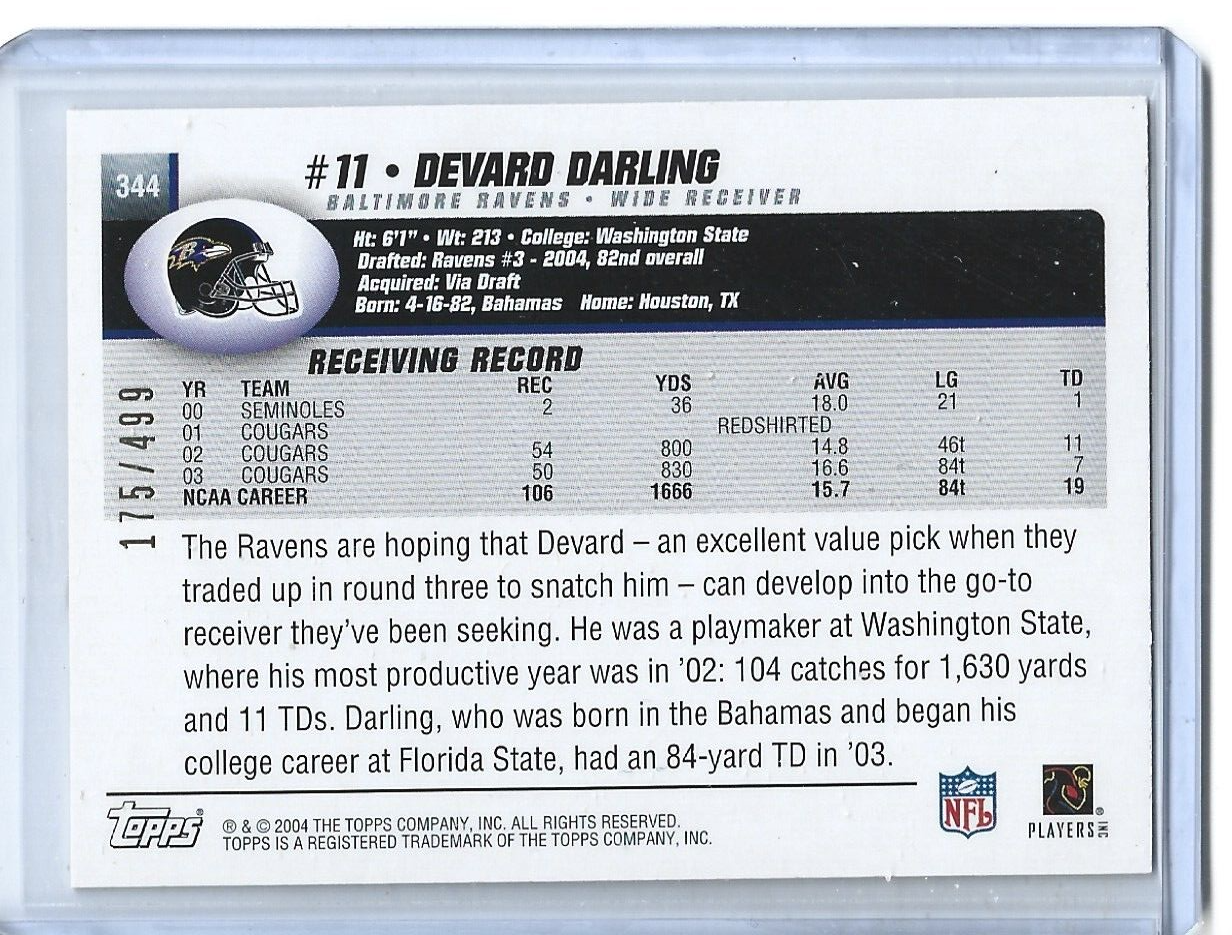 344
#11 • DEVARD DARLING
BALTIMORE RAVENS • WIDE RECEIVER
Ht: 6'1" • Wt: 213 • College: Washington State
Drafted: Ravens #3 - 2004, 82nd overall
Acquired: Via Draft
Born: 4-16-82, Bahamas Home: Houston, TX
RECEIVING RECORD
YR TEAM REC YDS AVG LG TD
00 SEMINOLES 2 36 18.0 21 1
01 COUGARS REDSHIRTED
02 COUGARS 54 800 14.8 46t 11
03 COUGARS 50 830 16.6 84t 7
NCAA CAREER 106 1666 15.7 84t 19
175/499
The Ravens are hoping that Devard – an excellent value pick when they
traded up in round three to snatch him – can develop into the go-to
receiver they've been seeking. He was a playmaker at Washington State,
where his most productive year was in '02: 104 catches for 1,630 yards
and 11 TDs. Darling, who was born in the Bahamas and began his
college career at Florida State, had an 84-yard TD in '03.
Topps®
® & © 2004 THE TOPPS COMPANY, INC. ALL RIGHTS RESERVED.
TOPPS IS A REGISTERED TRADEMARK OF THE TOPPS COMPANY, INC.
NFL
PLAYERS INC®